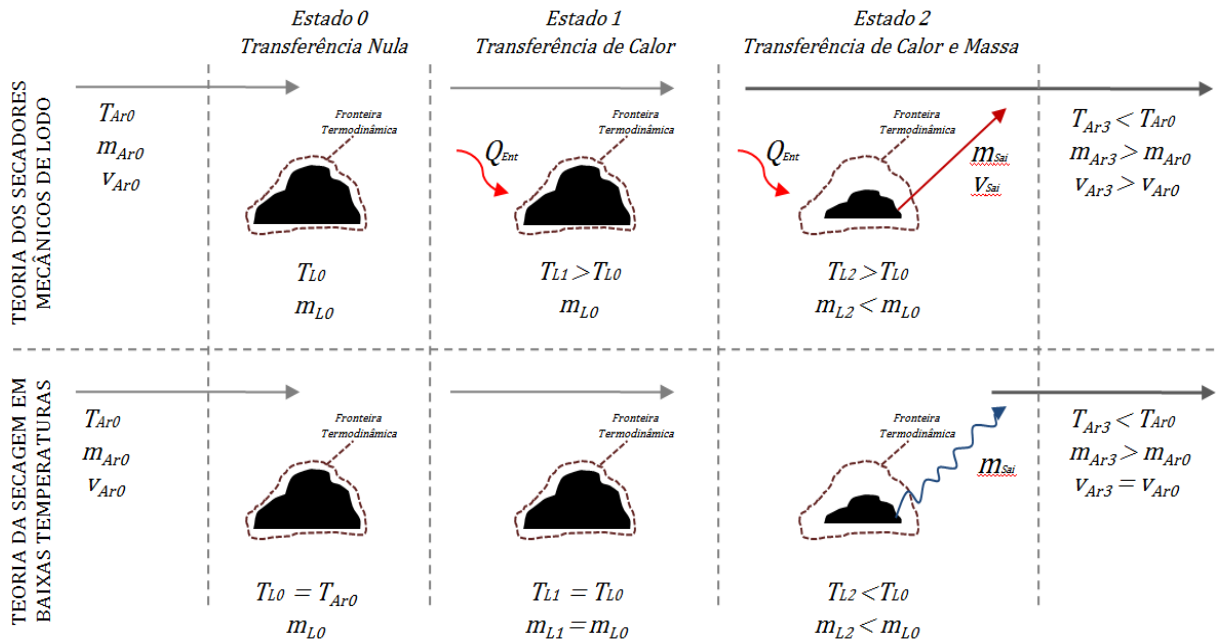 Estado 0
Transferência Nula
Estado 1
Transferência de Calor
Estado 2
Transferência de Calor e Massa
TEORIA DOS SECADORES
MECÂNICOS DE LODO
TAr0
mAr0
vAr0
Fronteira
Termodinâmica
TL0
mL0
QEnt
Fronteira
Termodinâmica
TL1 > TL0
mL0
QEnt
Fronteira
Termodinâmica
mSai
vSai
TL2 > TL0
mL2 < mL0
TAr3 < TAr0
mAr3 > mAr0
vAr3 > vAr0
TEORIA DA SECAGEM EM
BAIXAS TEMPERATURAS
TAr0
mAr0
vAr0
Fronteira
Termodinâmica
TL0 = TAr0
mL0
Fronteira
Termodinâmica
TL1 = TL0
mL1 = mL0
Fronteira
Termodinâmica
mSai
TL2 < TL0
mL2 < mL0
TAr3 < TAr0
mAr3 > mAr0
vAr3 = vAr0